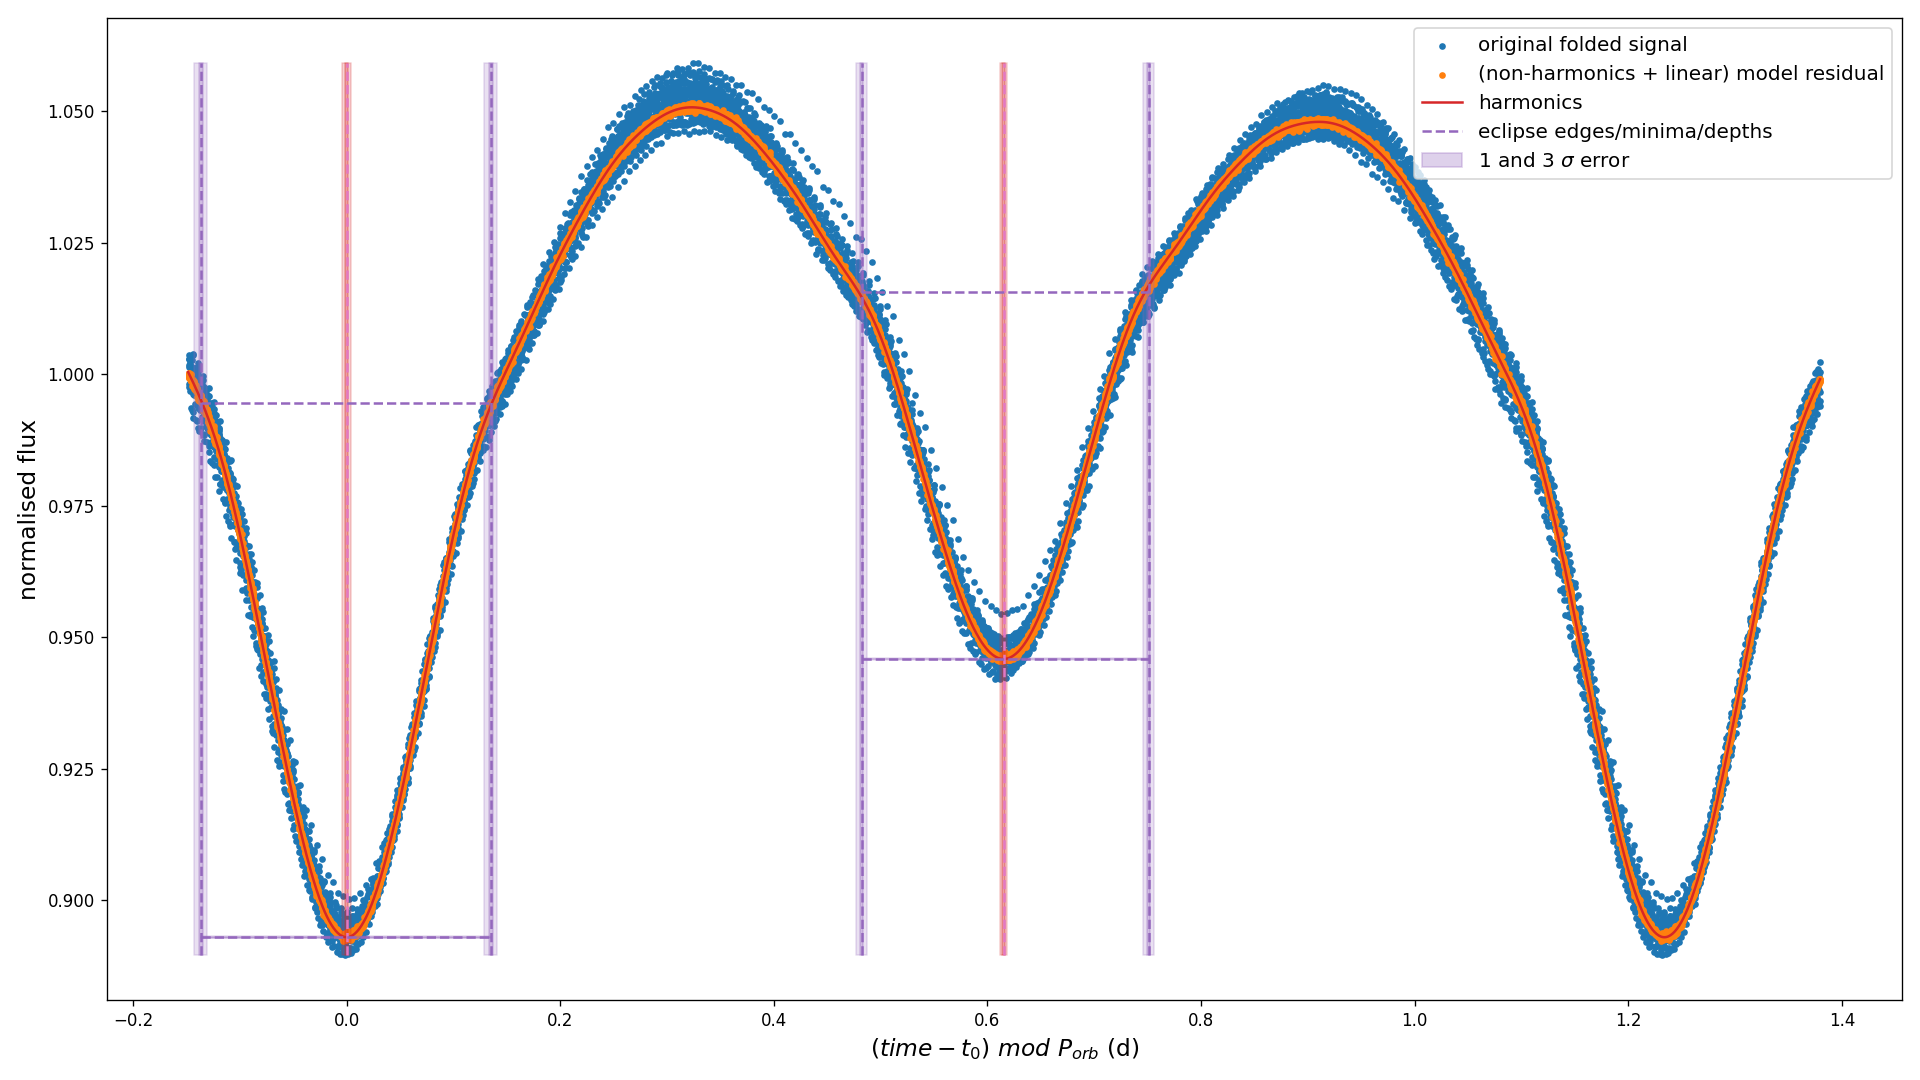 original folded signal
(non-harmonics + linear) model residual
harmonics
eclipse edges/minima/depths
1 and 3 σ error
normalised flux
1.050
1.025
1.000
0.975
0.950
0.925
0.900
−0.2 0.0 0.2 0.4 0.6 0.8 1.0 1.2 1.4
(time − t₀) mod Pₒᵣb (d)